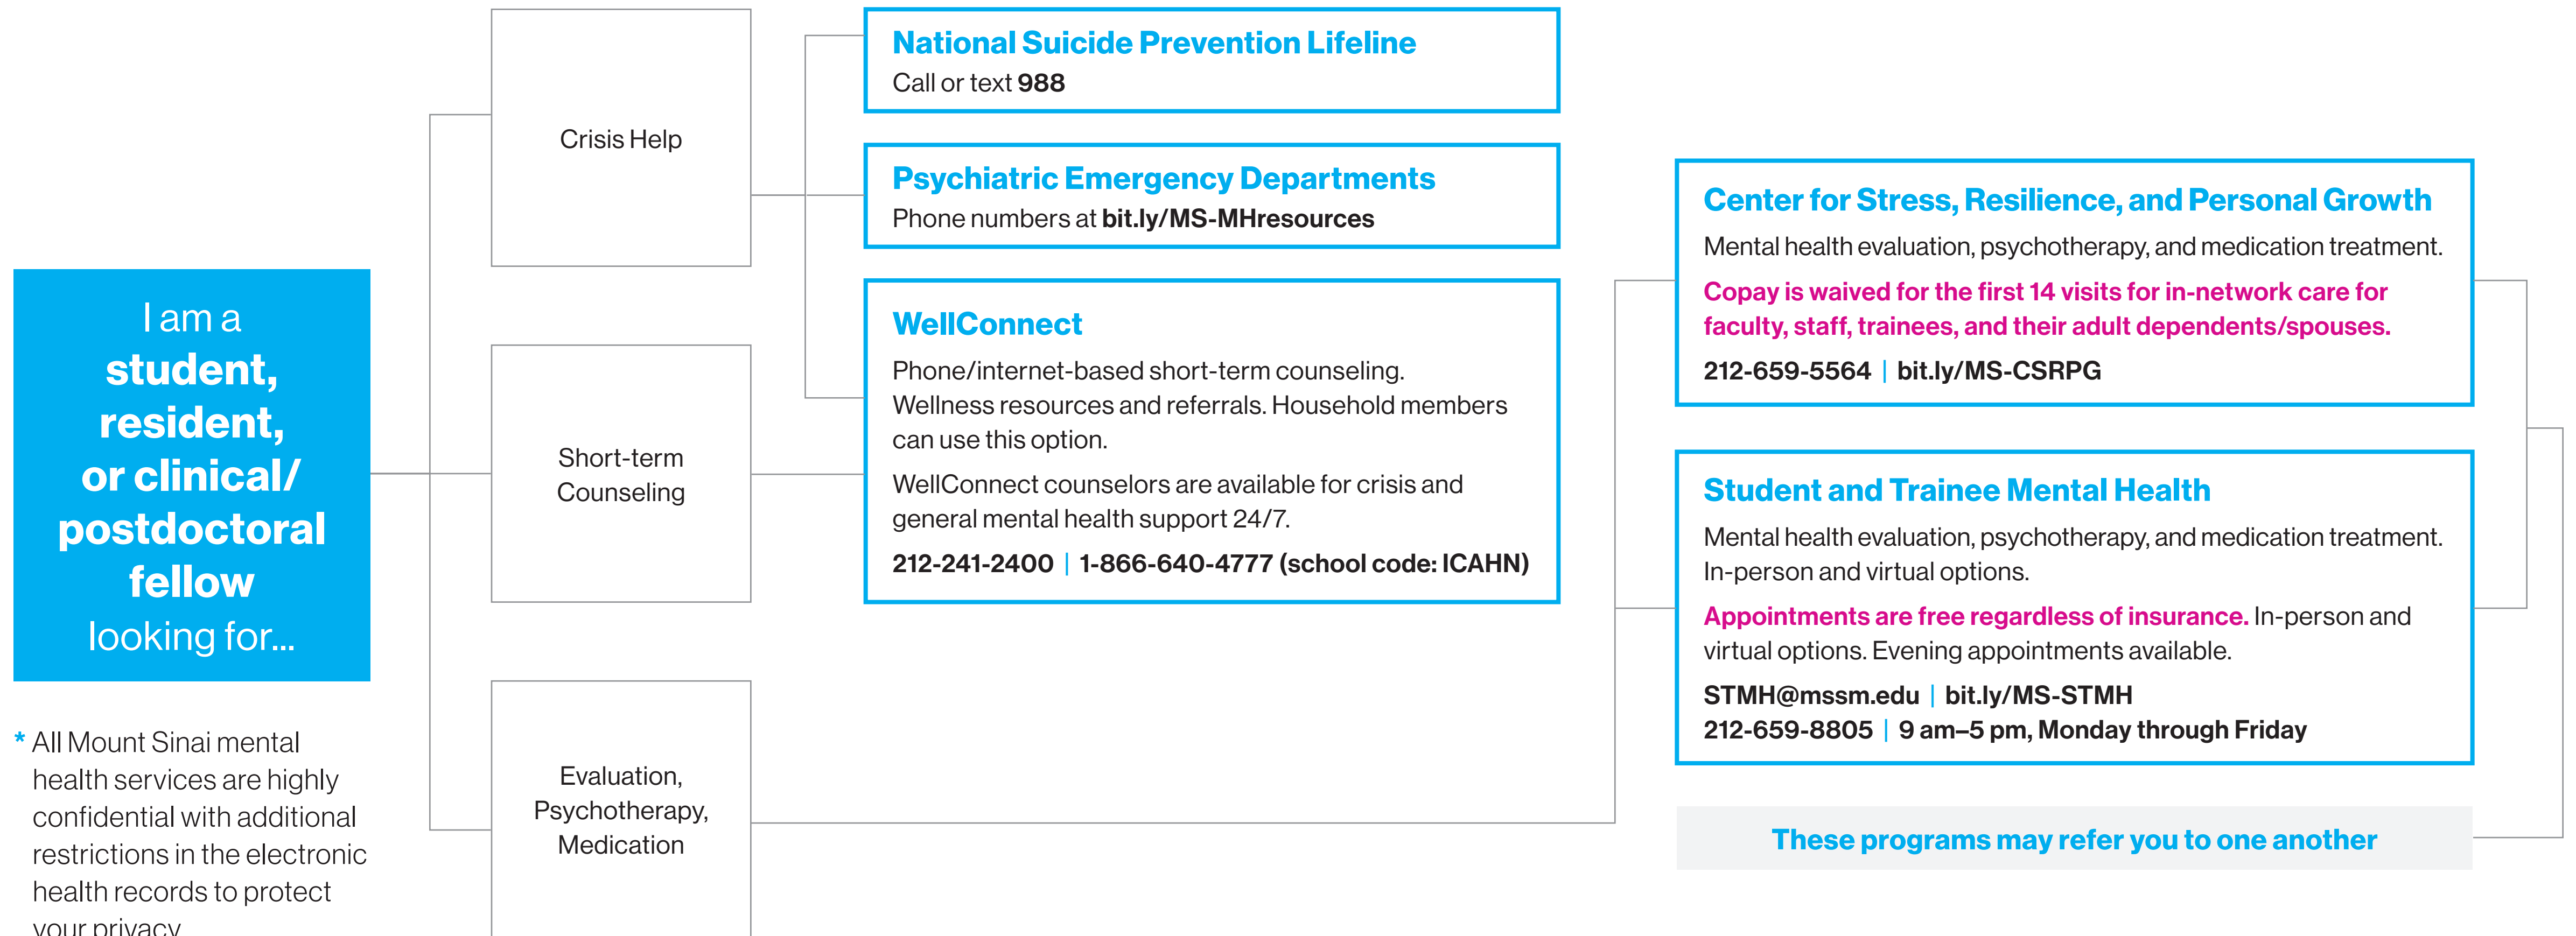 I am a
student,
resident,
or clinical/
postdoctoral
fellow
looking for...
* All Mount Sinai mental
health services are highly
confidential with additional
restrictions in the electronic
health records to protect
your privacy
Crisis Help
Short-term
Counseling
Evaluation,
Psychotherapy,
Medication
National Suicide Prevention Lifeline
Call or text 988
Psychiatric Emergency Departments
Phone numbers at bit.ly/MS-MHresources
WellConnect
Phone/internet-based short-term counseling.
Wellness resources and referrals. Household members
can use this option.
WellConnect counselors are available for crisis and
general mental health support 24/7.
212-241-2400 | 1-866-640-4777 (school code: ICAHN)
Center for Stress, Resilience, and Personal Growth
Mental health evaluation, psychotherapy, and medication treatment.
Copay is waived for the first 14 visits for in-network care for
faculty, staff, trainees, and their adult dependents/spouses.
212-659-5564 | bit.ly/MS-CSRPG
Student and Trainee Mental Health
Mental health evaluation, psychotherapy, and medication treatment.
In-person and virtual options.
Appointments are free regardless of insurance. In-person and
virtual options. Evening appointments available.
STMH@mssm.edu | bit.ly/MS-STMH
212-659-8805 | 9 am–5 pm, Monday through Friday
These programs may refer you to one another